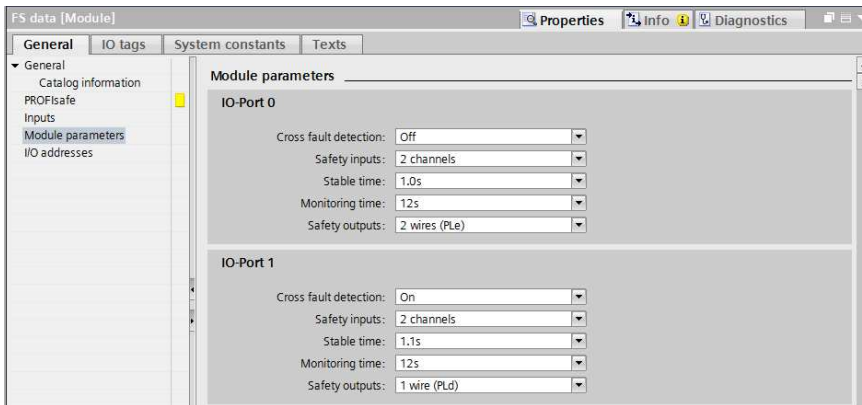 FS data [Module]
Properties Info Diagnostics
General IO tags System constants Texts
General
Catalog information
PROFIsafe
Inputs
Module parameters
I/O addresses
Module parameters
IO-Port 0
Cross fault detection: Off
Safety inputs: 2 channels
Stable time: 1.0s
Monitoring time: 12s
Safety outputs: 2 wires (PLe)
IO-Port 1
Cross fault detection: On
Safety inputs: 2 channels
Stable time: 1.1s
Monitoring time: 12s
Safety outputs: 1 wire (PLd)